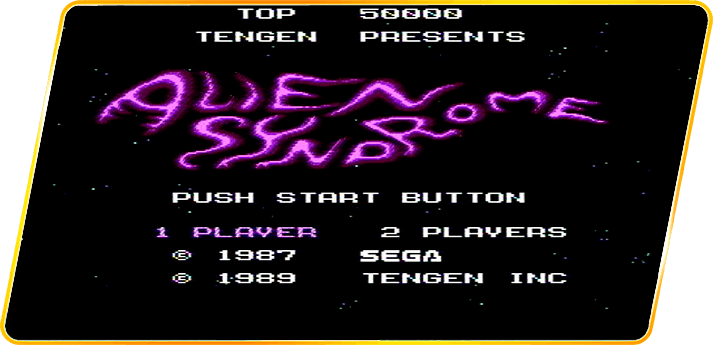 TOP 50000
TENGEN PRESENTS
ALIEN SYNDROME
PUSH START BUTTON
1 PLAYER 2 PLAYERS
© 1987 SEGA
© 1989 TENGEN INC